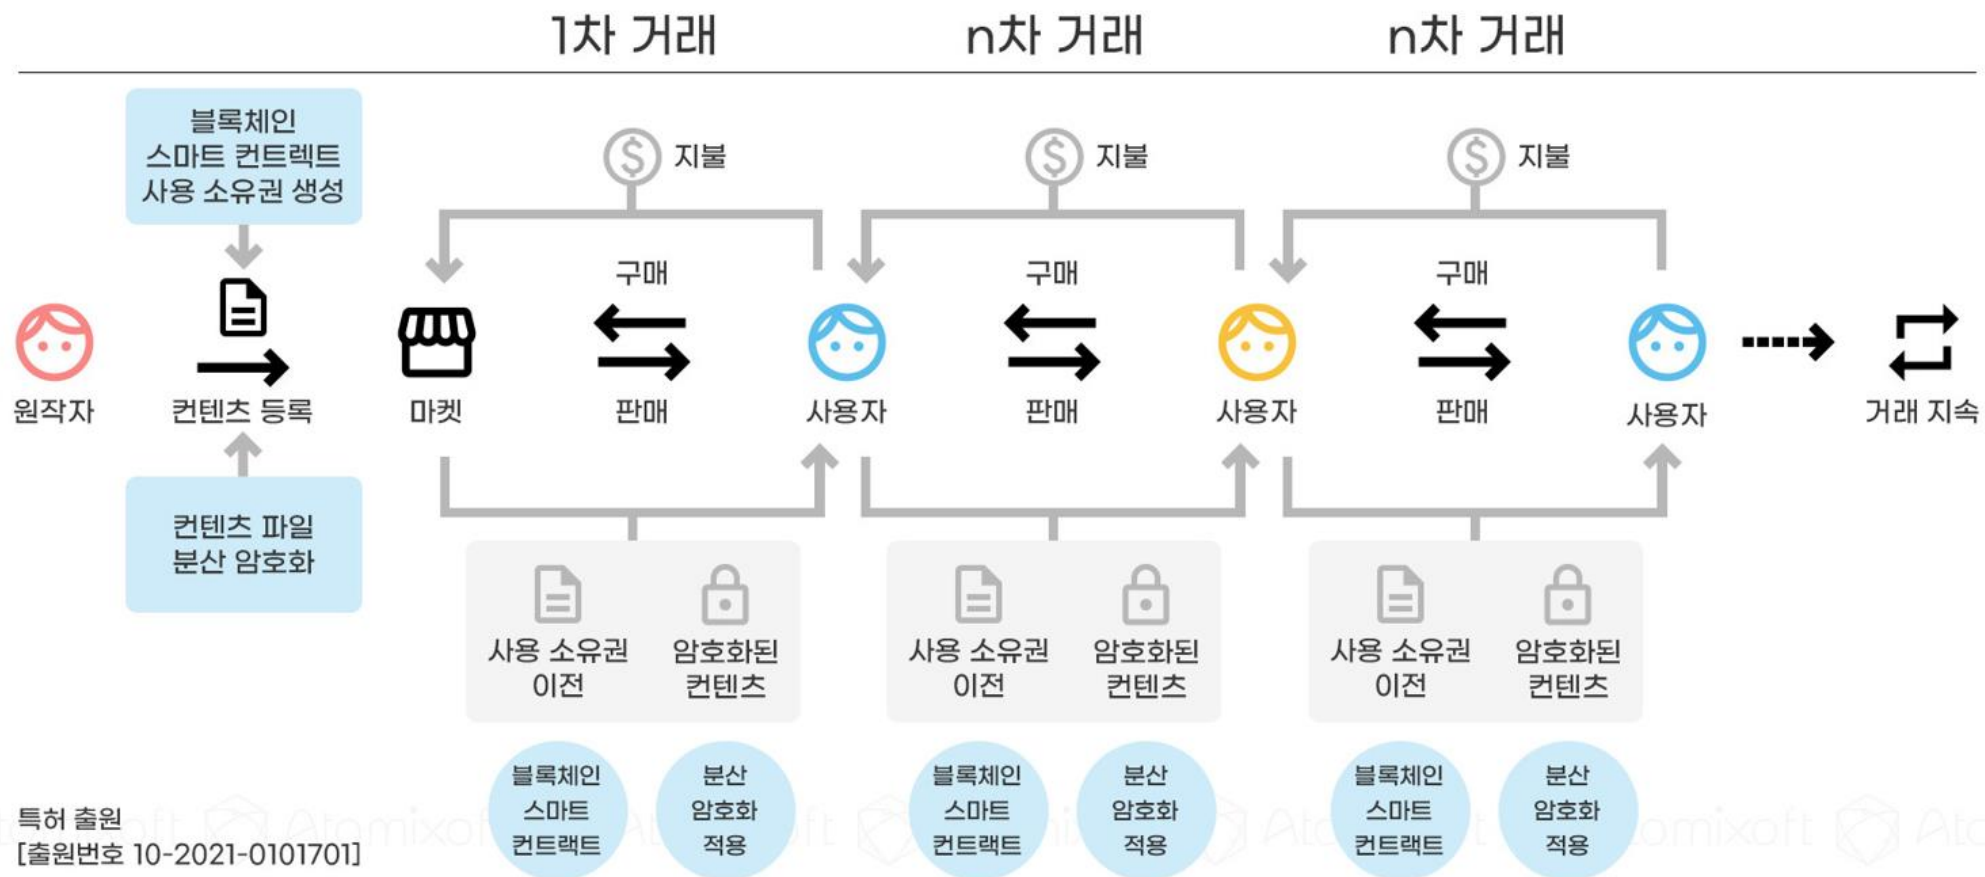 1차 거래
n차 거래
n차 거래
블록체인
스마트 컨트렉트
사용 소유권 생성
지불
지불
지불
구매
구매
구매
원작자
컨텐츠 등록
마켓
판매
사용자
판매
사용자
판매
사용자
거래 지속
컨텐츠 파일
분산 암호화
사용 소유권
이전
암호화된
컨텐츠
사용 소유권
이전
암호화된
컨텐츠
사용 소유권
이전
암호화된
컨텐츠
블록체인
스마트
컨트랙트
분산
암호화
적용
블록체인
스마트
컨트랙트
분산
암호화
적용
블록체인
스마트
컨트랙트
분산
암호화
적용
특허 출원
[출원번호 10-2021-0101701]
Atomixoft